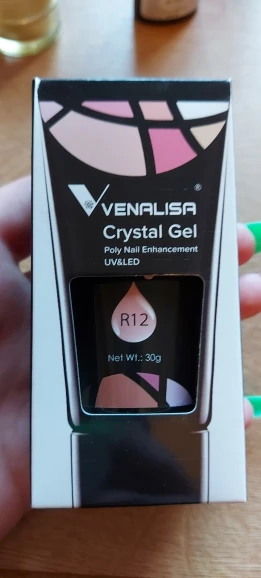 VENALISA ®
Crystal Gel
Poly Nail Enhancement
UV&LED
R12
Net Wt.: 30g